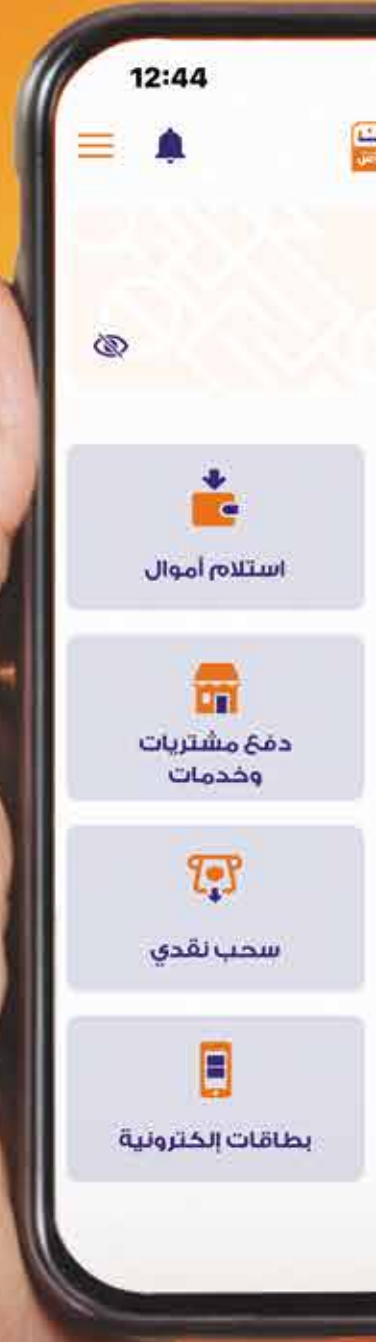 12:44
استلام أموال
دفع مشتريات
وخدمات
سحب نقدي
بطاقات إلكترونية